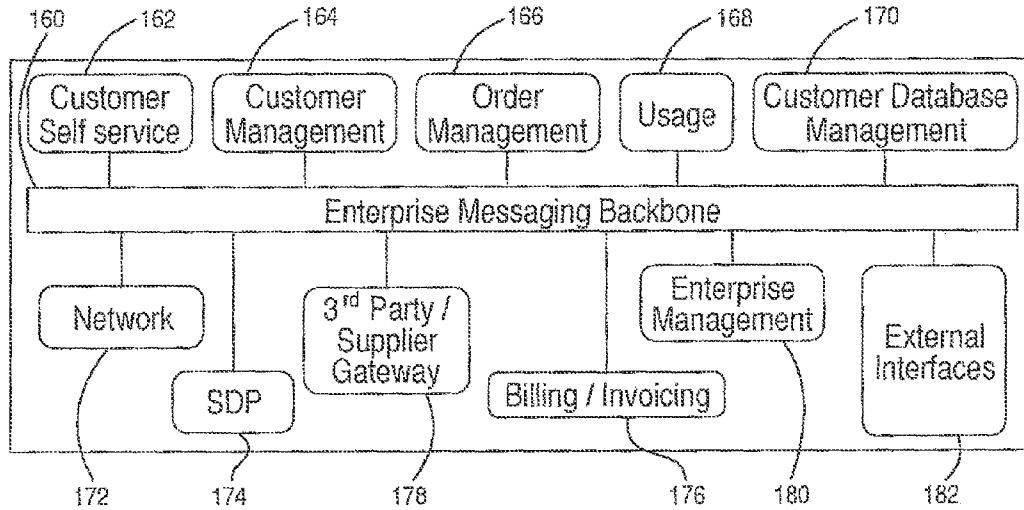 160 162 164 166 168 170
Customer
Self service
Customer
Management
Order
Management
Usage
Customer Database
Management
Enterprise Messaging Backbone
Network
SDP
3rd Party /
Supplier
Gateway
Billing / Invoicing
Enterprise
Management
External
Interfaces
172 174 178 176 180 182